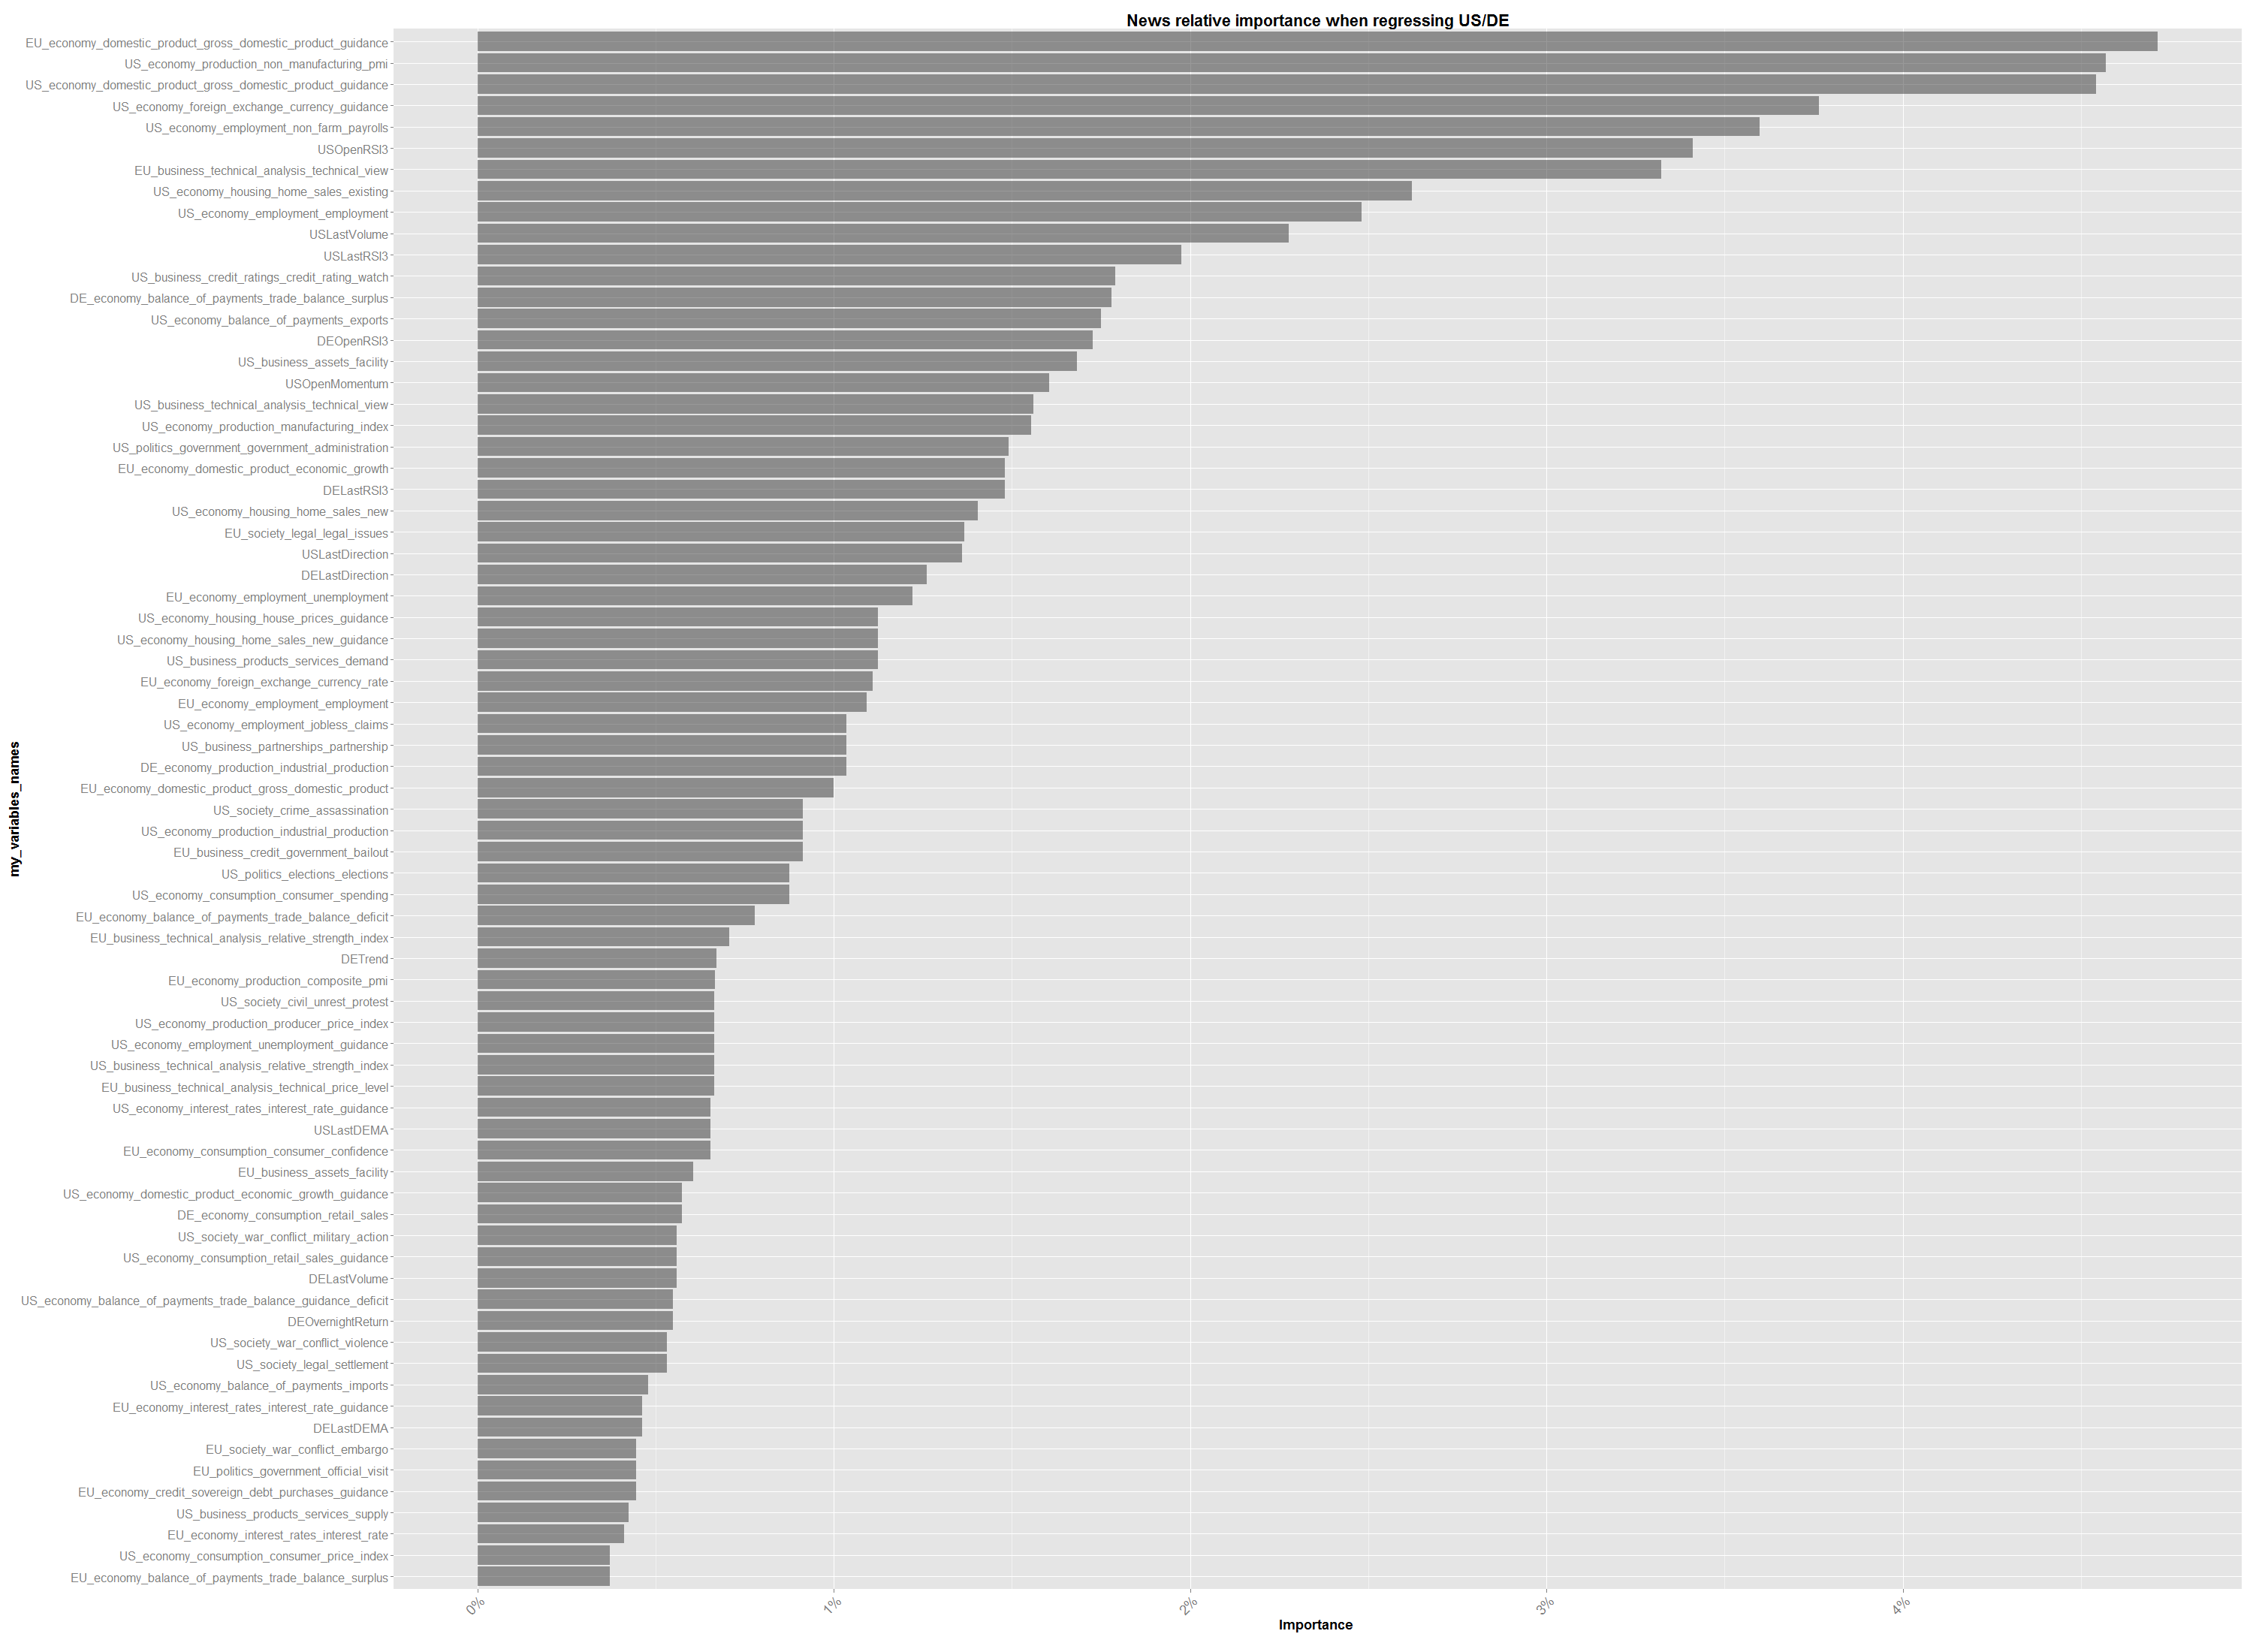 News relative importance when regressing US/DE
EU_economy_domestic_product_gross_domestic_product_guidance
US_economy_production_non_manufacturing_pmi
US_economy_domestic_product_gross_domestic_product_guidance
US_economy_foreign_exchange_currency_guidance
US_economy_employment_non_farm_payrolls
USOpenRSI3
EU_business_technical_analysis_technical_view
US_economy_housing_home_sales_existing
US_economy_employment_employment
USLastVolume
USLastRSI3
US_business_credit_ratings_credit_rating_watch
DE_economy_balance_of_payments_trade_balance_surplus
US_economy_balance_of_payments_exports
DEOpenRSI3
US_business_assets_facility
USOpenMomentum
US_business_technical_analysis_technical_view
US_economy_production_manufacturing_index
US_politics_government_government_administration
EU_economy_domestic_product_economic_growth
DELastRSI3
US_economy_housing_home_sales_new
EU_society_legal_legal_issues
USLastDirection
DELastDirection
EU_economy_employment_unemployment
US_economy_housing_house_prices_guidance
US_economy_housing_home_sales_new_guidance
US_business_products_services_demand
EU_economy_foreign_exchange_currency_rate
EU_economy_employment_employment
US_economy_employment_jobless_claims
US_business_partnerships_partnership
DE_economy_production_industrial_production
EU_economy_domestic_product_gross_domestic_product
US_society_crime_assassination
US_economy_production_industrial_production
EU_business_credit_government_bailout
US_politics_elections_elections
US_economy_consumption_consumer_spending
EU_economy_balance_of_payments_trade_balance_deficit
EU_business_technical_analysis_relative_strength_index
DETrend
EU_economy_production_composite_pmi
US_society_civil_unrest_protest
US_economy_production_producer_price_index
US_economy_employment_unemployment_guidance
US_business_technical_analysis_relative_strength_index
EU_business_technical_analysis_technical_price_level
US_economy_interest_rates_interest_rate_guidance
USLastDEMA
EU_economy_consumption_consumer_confidence
EU_business_assets_facility
US_economy_domestic_product_economic_growth_guidance
DE_economy_consumption_retail_sales
US_society_war_conflict_military_action
US_economy_consumption_retail_sales_guidance
DELastVolume
US_economy_balance_of_payments_trade_balance_guidance_deficit
DEOvernightReturn
US_society_war_conflict_violence
US_society_legal_settlement
US_economy_balance_of_payments_imports
EU_economy_interest_rates_interest_rate_guidance
DELastDEMA
EU_society_war_conflict_embargo
EU_politics_government_official_visit
EU_economy_credit_sovereign_debt_purchases_guidance
US_business_products_services_supply
EU_economy_interest_rates_interest_rate
US_economy_consumption_consumer_price_index
EU_economy_balance_of_payments_trade_balance_surplus
my_variables_names
0% 1% 2% 3% 4%
Importance